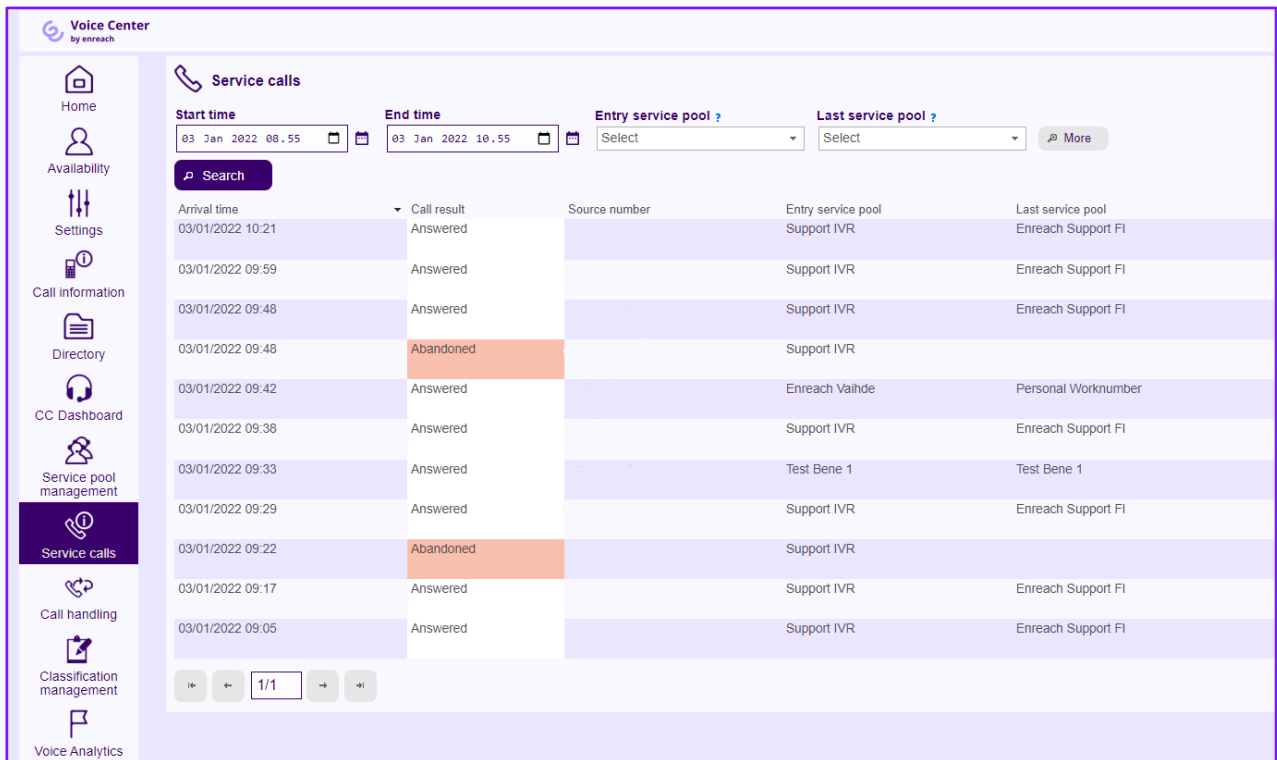 Voice Center
by enreach
Home
Availability
Settings
Call information
Directory
CC Dashboard
Service pool
management
Service calls
Call handling
Classification
management
Voice Analytics
Service calls
Start time End time Entry service pool ? Last service pool ?
03 Jan 2022 08.55 03 Jan 2022 10.55 Select Select More
Search
Arrival time Call result Source number Entry service pool Last service pool
03/01/2022 10:21 Answered Support IVR Enreach Support FI
03/01/2022 09:59 Answered Support IVR Enreach Support FI
03/01/2022 09:48 Answered Support IVR Enreach Support FI
03/01/2022 09:48 Abandoned Support IVR
03/01/2022 09:42 Answered Enreach Vaihde Personal Worknumber
03/01/2022 09:38 Answered Support IVR Enreach Support FI
03/01/2022 09:33 Answered Test Bene 1 Test Bene 1
03/01/2022 09:29 Answered Support IVR Enreach Support FI
03/01/2022 09:22 Abandoned Support IVR
03/01/2022 09:17 Answered Support IVR Enreach Support FI
03/01/2022 09:05 Answered Support IVR Enreach Support FI
1/1